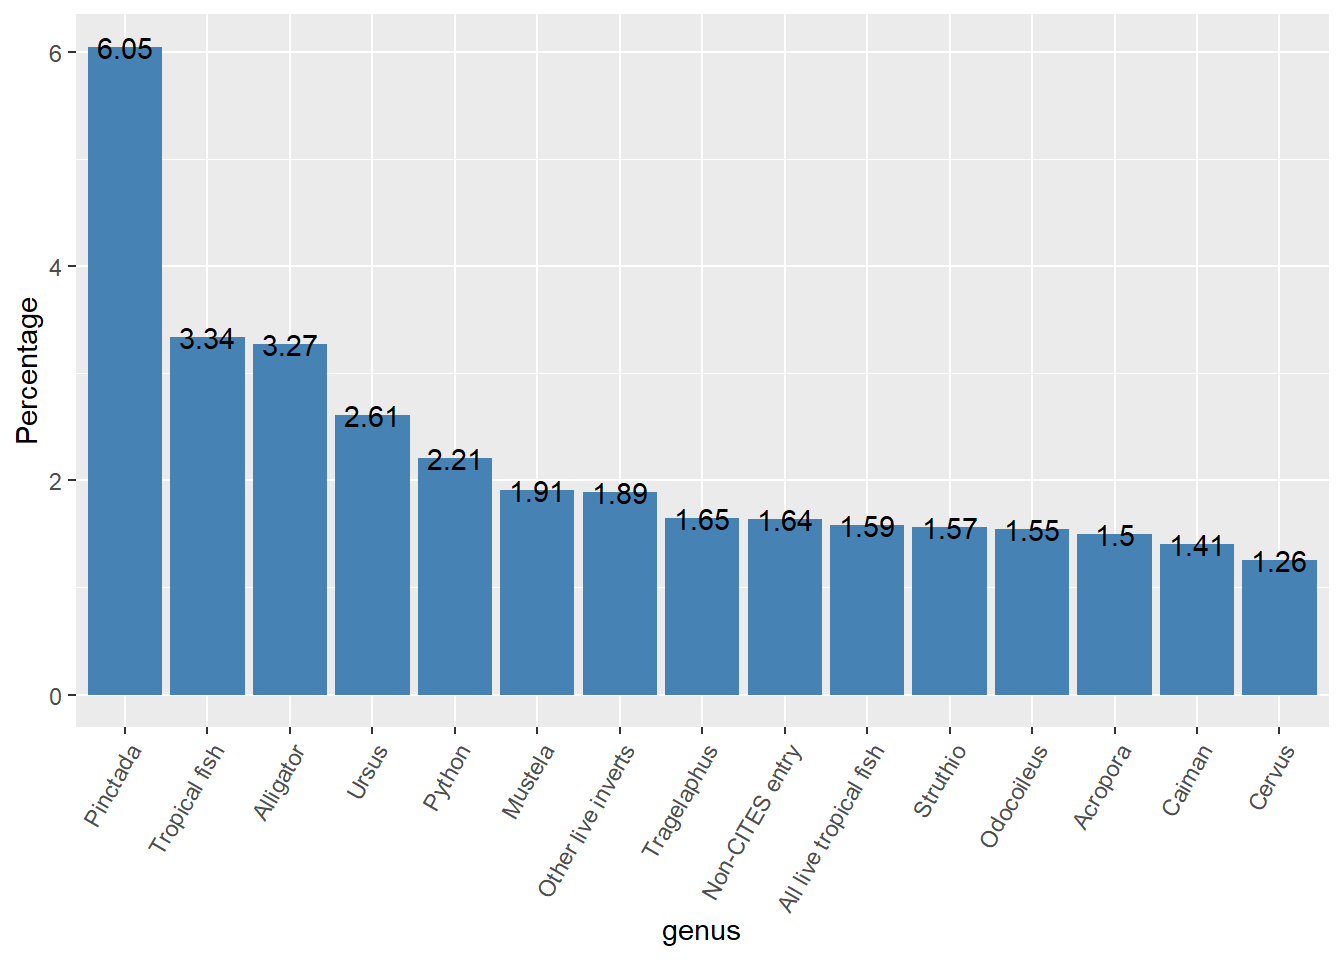 Percentage
6
4
2
0
6.05
3.34
3.27
2.61
2.21
1.91
1.89
1.65
1.64
1.59
1.57
1.55
1.5
1.41
1.26
Pinctada
Tropical fish
Alligator
Ursus
Python
Mustela
Other live inverts
Tragelaphus
Non-CITES entry
All live tropical fish
Struthio
Odocoileus
Acropora
Caiman
Cervus
genus